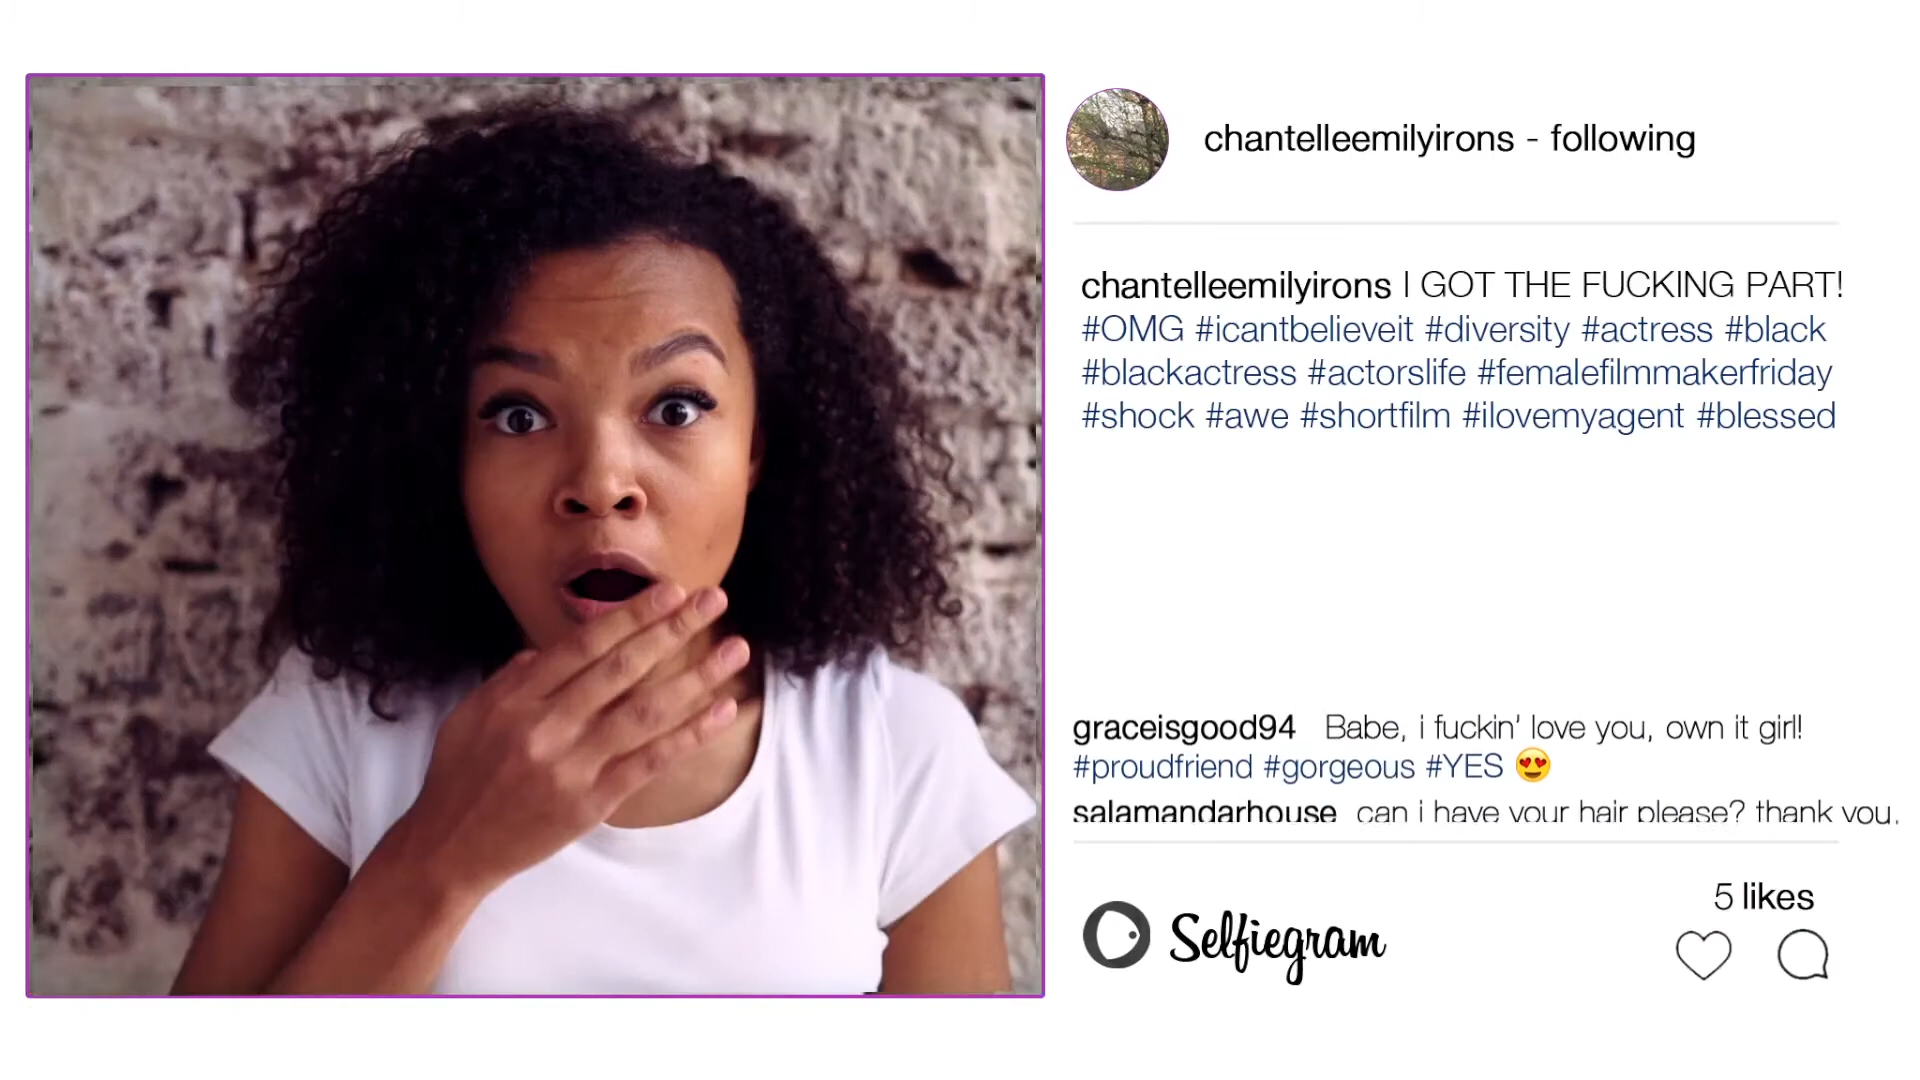 chantelleemilyirons - following
chantelleemilyirons I GOT THE FUCKING PART!
#OMG #icantbelieveit #diversity #actress #black
#blackactress #actorslife #femalefilmmakerfriday
#shock #awe #shortfilm #ilovemyagent #blessed
graceisgood94 Babe, i fuckin' love you, own it girl!
#proudfriend #gorgeous #YES 😍
salamandarhouse can i have your hair please? thank you.
5 likes
Selfiegram